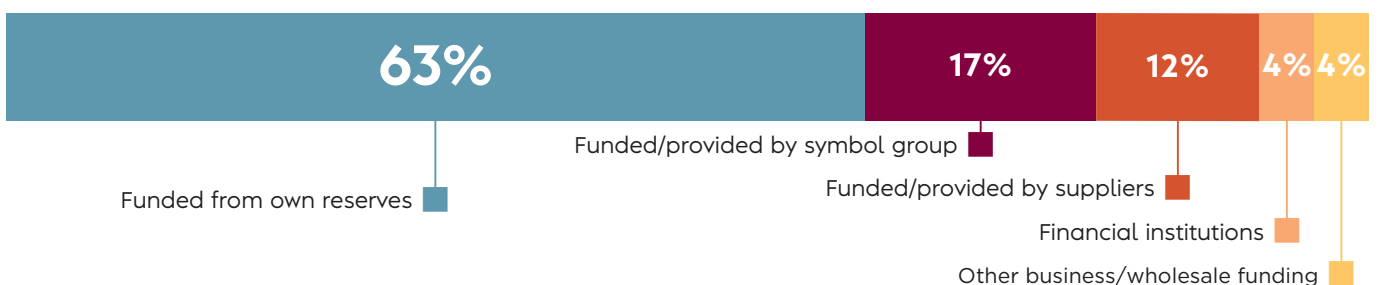 63%
17%
12%
4%
4%
Funded/provided by symbol group
Funded/provided by suppliers
Funded from own reserves
Financial institutions
Other business/wholesale funding